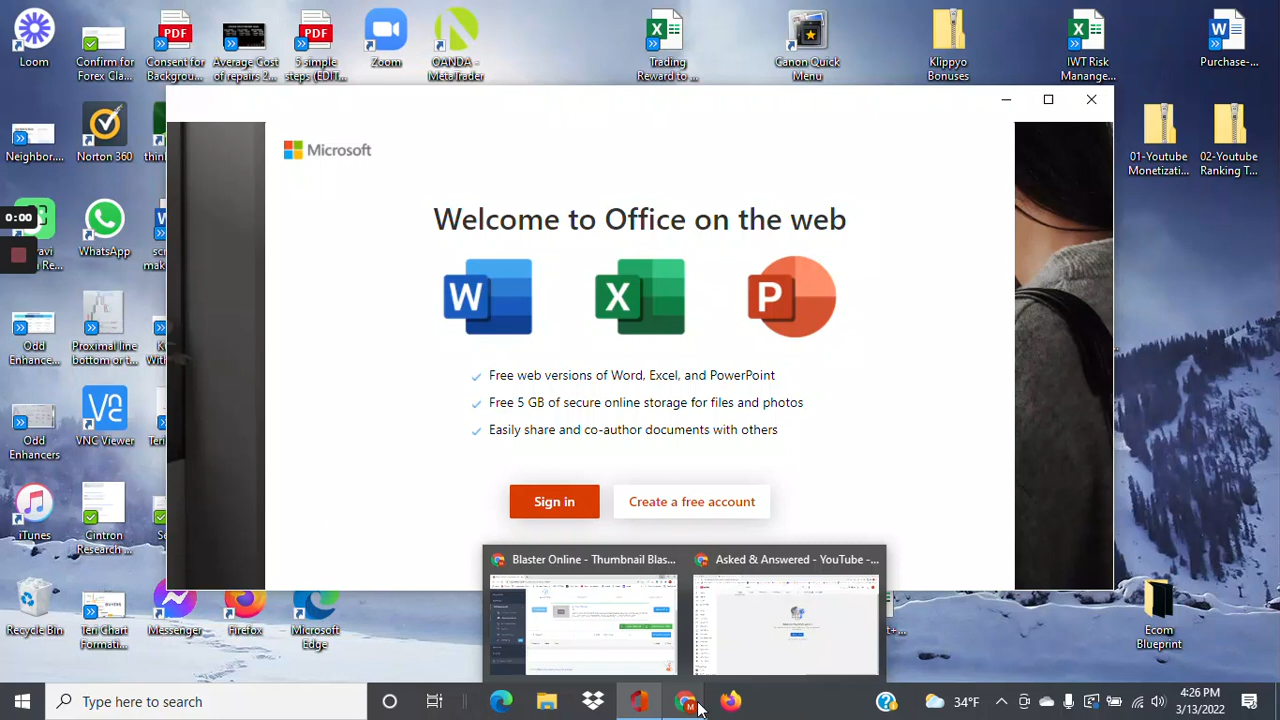 Loom
Confirm for
Forex Cla...
PDF
Consent for
Backgrou...
Average Cost
of repairs 2...
PDF
5 simple
steps (EDIT...
Zoom
OANDA -
MetaTrader
Trading
Reward to ...
Canon Quick
Menu
Klippyo
Bonuses
IWT Risk
Manange...
Purchase-...
Neighbor....
Norton 360
01-Youtube
Monetizati...
02-Youtube
Ranking T...
Microsoft
0:00
WhatsApp
Welcome to Office on the web
W
X
P
Odd
Enhance...
Proximal line
bottom or t...
Free web versions of Word, Excel, and PowerPoint
Free 5 GB of secure online storage for files and photos
Easily share and co-author documents with others
Odd
Enhancers
VNC Viewer
Sign in
Create a free account
iTunes
Cintron
Research ...
Blaster Online - Thumbnail Blas...
Asked & Answered - YouTube -...
Messenger
Firefox
Microsoft
Edge
Ecom
Blueprint
Type here to search
M
34°F
4:26 PM
3/13/2022